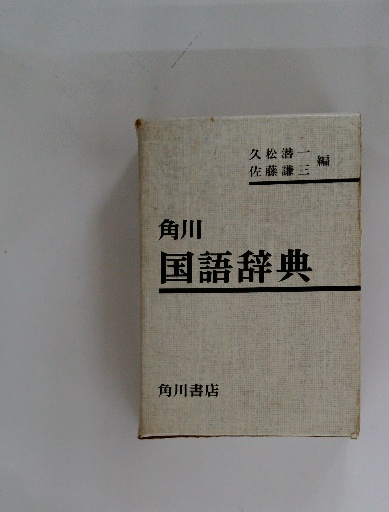 久松潜一
佐藤謙三 編
角川
国語辞典
角川書店